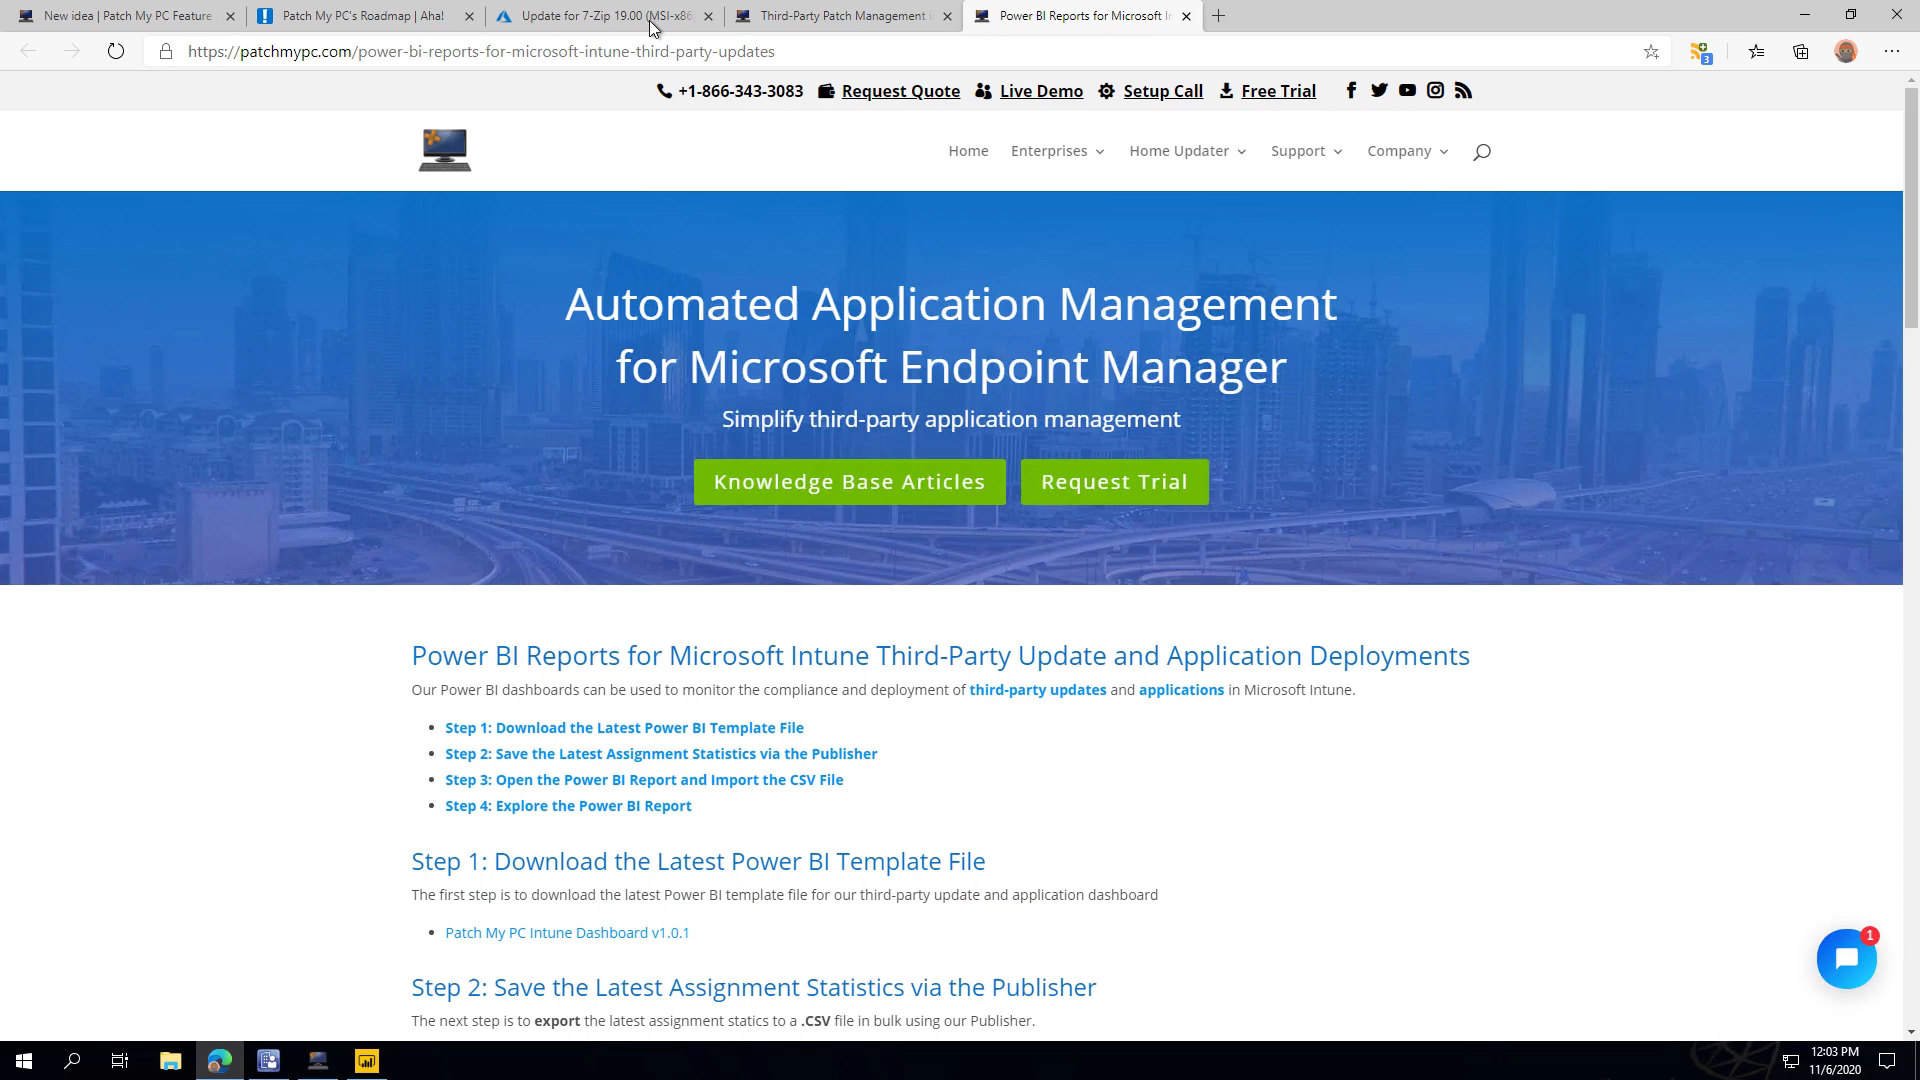 New idea | Patch My PC Feature
Patch My PC's Roadmap | Aha!
Update for 7-Zip 19.00 (MSI-x86
Third-Party Patch Management i
Power BI Reports for Microsoft In
https://patchmypc.com/power-bi-reports-for-microsoft-intune-third-party-updates
3
+1-866-343-3083 Request Quote Live Demo Setup Call Free Trial
Home Enterprises Home Updater Support Company
Automated Application Management
for Microsoft Endpoint Manager
Simplify third-party application management
Knowledge Base Articles Request Trial
Power BI Reports for Microsoft Intune Third-Party Update and Application Deployments
Our Power BI dashboards can be used to monitor the compliance and deployment of third-party updates and applications in Microsoft Intune.
• Step 1: Download the Latest Power BI Template File
• Step 2: Save the Latest Assignment Statistics via the Publisher
• Step 3: Open the Power BI Report and Import the CSV File
• Step 4: Explore the Power BI Report
Step 1: Download the Latest Power BI Template File
The first step is to download the latest Power BI template file for our third-party update and application dashboard
• Patch My PC Intune Dashboard v1.0.1
1
Step 2: Save the Latest Assignment Statistics via the Publisher
The next step is to export the latest assignment statics to a .CSV file in bulk using our Publisher.
12:03 PM
11/6/2020